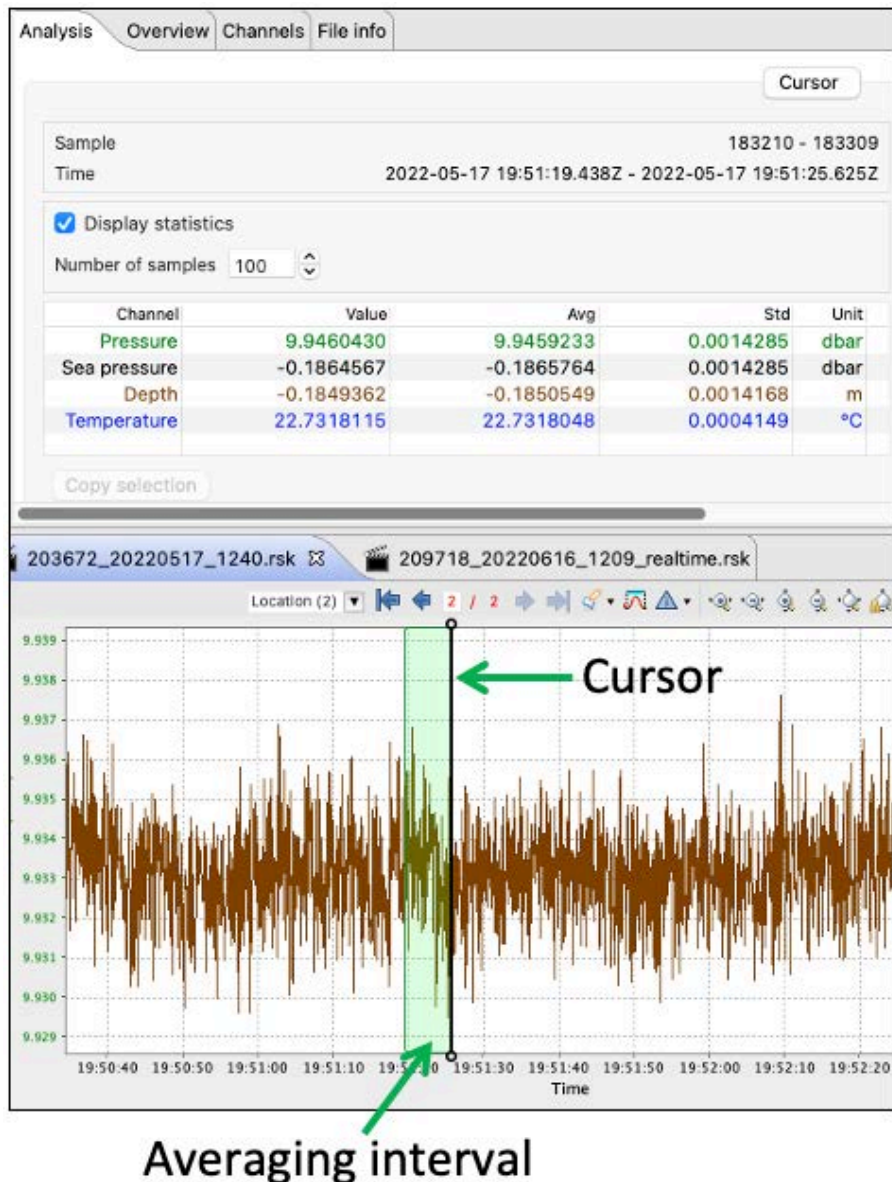 Analysis Overview Channels File info
Cursor
Sample 183210 - 183309
Time 2022-05-17 19:51:19.438Z - 2022-05-17 19:51:25.625Z
Display statistics
Number of samples 100
Channel Value Avg Std Unit
Pressure 9.9460430 9.9459233 0.0014285 dbar
Sea pressure -0.1864567 -0.1865764 0.0014285 dbar
Depth -0.1849362 -0.1850549 0.0014168 m
Temperature 22.7318115 22.7318048 0.0004149 °C
Copy selection
203672_20220517_1240.rsk 209718_20220616_1209_realtime.rsk
Location (2) 2 / 2
9.939
9.938
Cursor
9.937
9.936
9.935
9.934
9.933
9.932
9.931
9.930
9.929
19:50:40 19:50:50 19:51:00 19:51:10 19:51:30 19:51:40 19:51:50 19:52:00 19:52:10 19:52:20
Time
Averaging interval